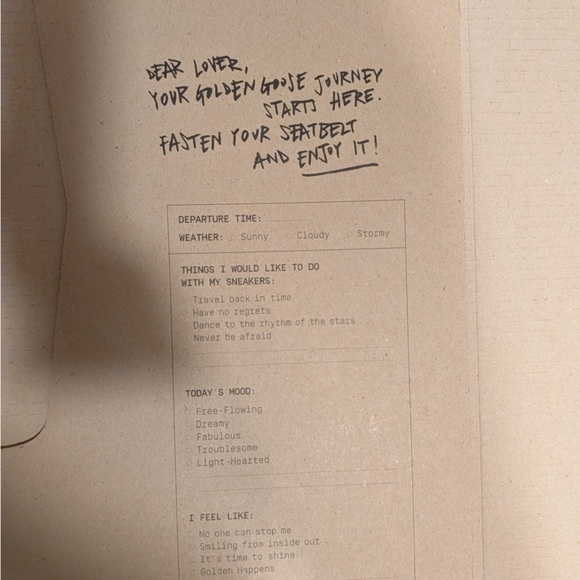 DEAR LOVER,
YOUR GOLDEN GOOSE JOURNEY
STARTS HERE.
FASTEN YOUR SEATBELT
AND ENJOY IT!
DEPARTURE TIME:
WEATHER: Sunny Cloudy Stormy
THINGS I WOULD LIKE TO DO
WITH MY SNEAKERS:
Travel back in time
Have no regrets
Dance to the rhythm of the stars
Never be afraid
TODAY'S MOOD:
Free-Flowing
Dreamy
Fabulous
Troublesome
Light-Hearted
I FEEL LIKE:
No one can stop me
Smiling from inside out
It's time to shine
Golden Happens